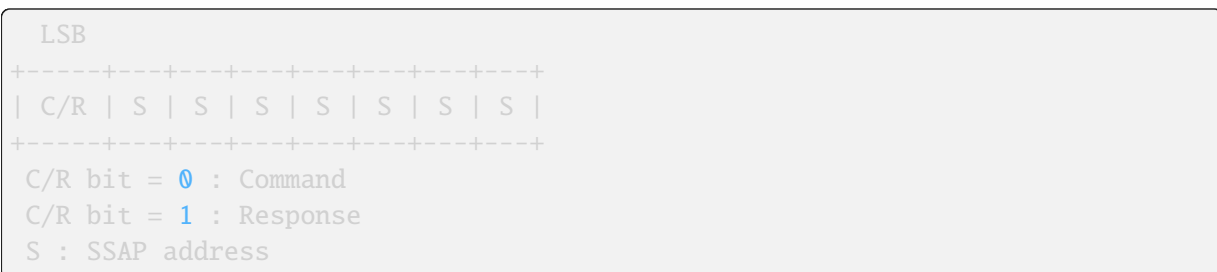 LSB
+-----+---+---+---+---+---+---+---+
| C/R | S | S | S | S | S | S | S |
+-----+---+---+---+---+---+---+---+
C/R bit = 0 : Command
C/R bit = 1 : Response
S : SSAP address